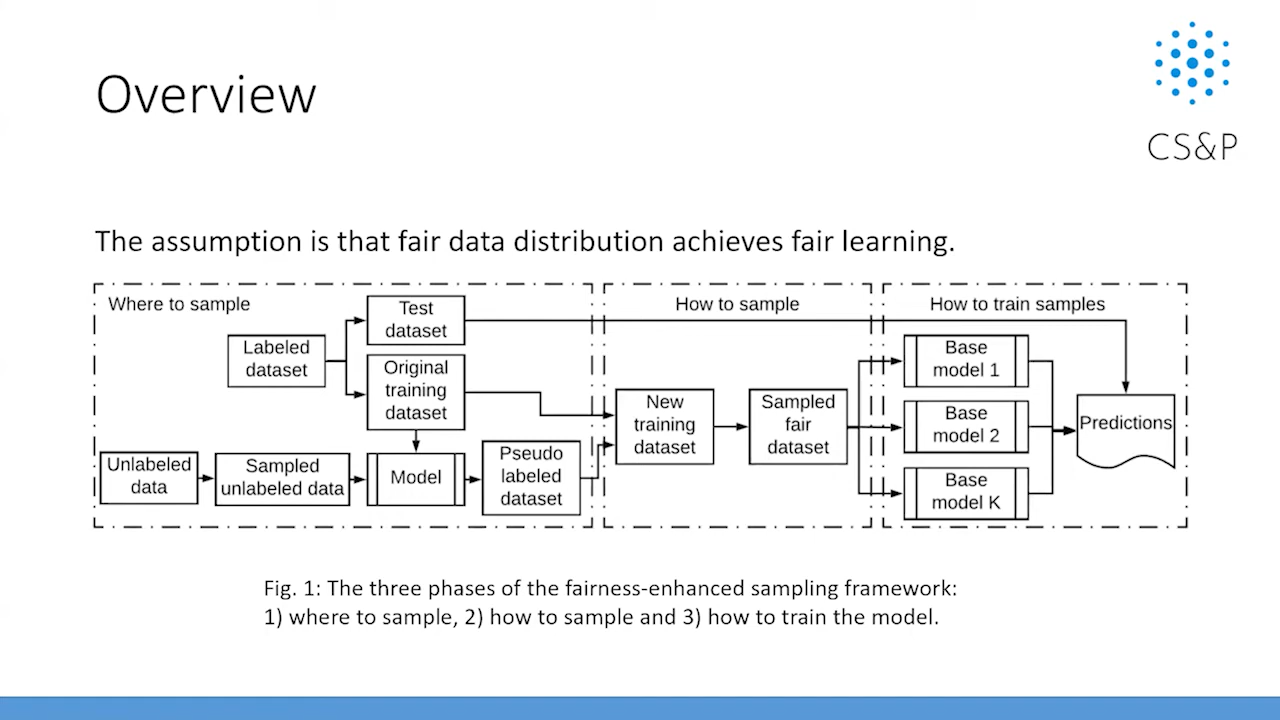 Overview
CS&P
The assumption is that fair data distribution achieves fair learning.
Where to sample
Labeled
dataset
Test
dataset
Original
training
dataset
Unlabeled
data
Sampled
unlabeled data
Model
Pseudo
labeled
dataset
How to sample
New
training
dataset
Sampled
fair
dataset
How to train samples
Base
model 1
Base
model 2
Base
model K
Predictions
Fig. 1: The three phases of the fairness-enhanced sampling framework:
1) where to sample, 2) how to sample and 3) how to train the model.